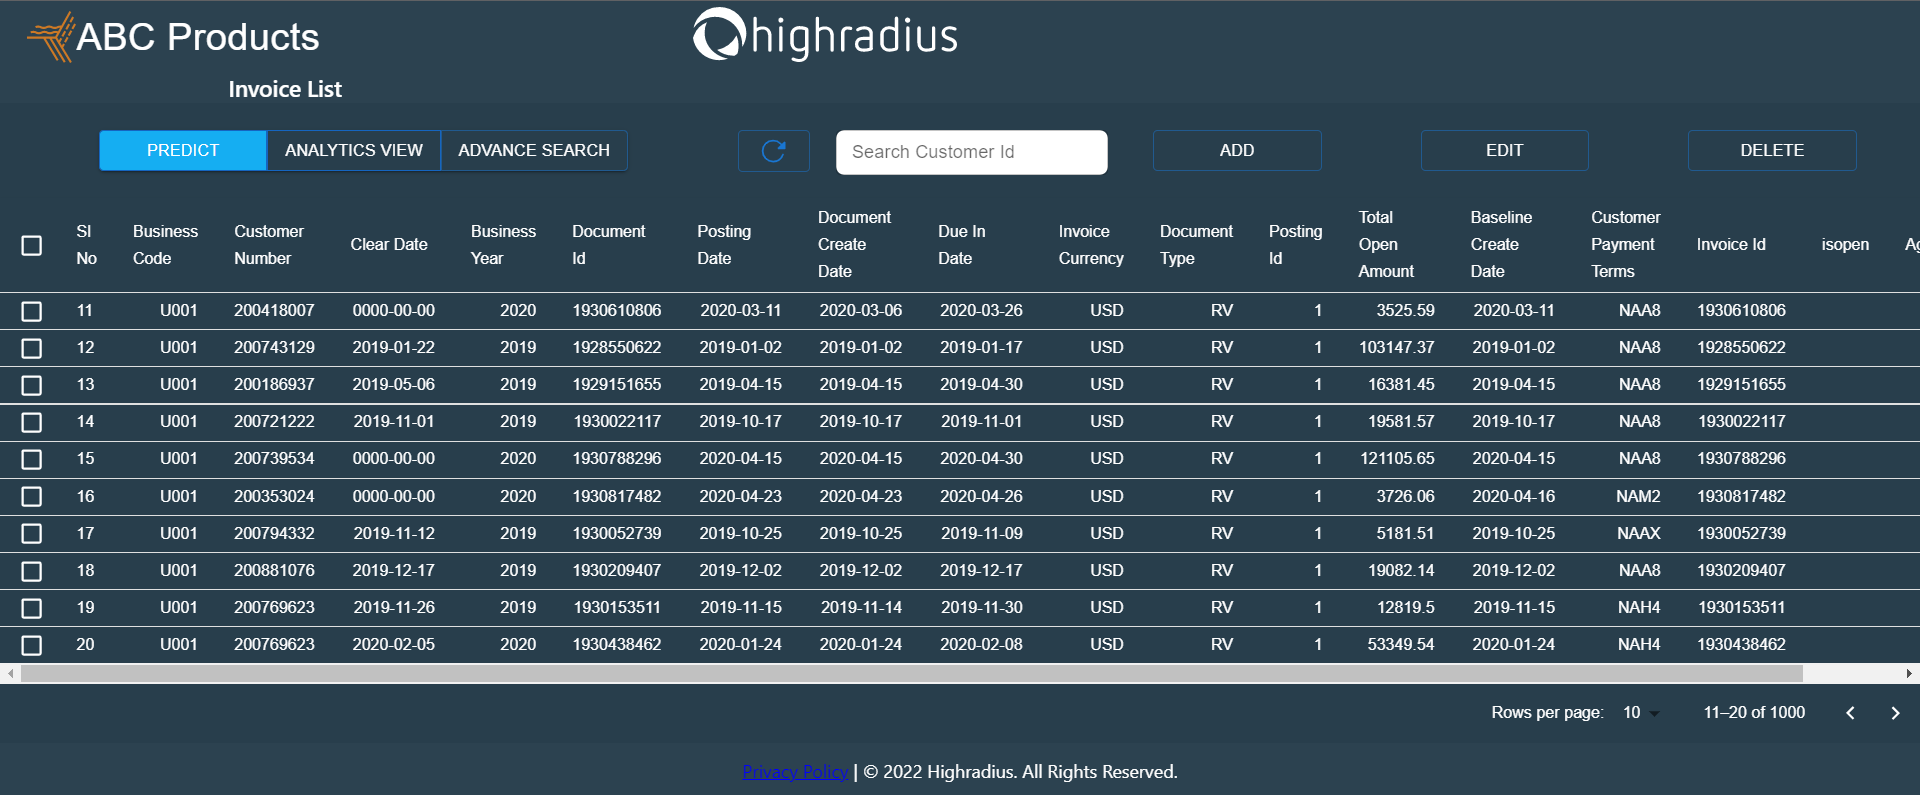 ABC Products
highradius
Invoice List
PREDICT ANALYTICS VIEW ADVANCE SEARCH Search Customer Id ADD EDIT DELETE
Sl No Business Code Customer Number Clear Date Business Year Document Id Posting Date Document Create Date Due In Date Invoice Currency Document Type Posting Id Total Open Amount Baseline Create Date Customer Payment Terms Invoice Id isopen Ag
11 U001 200418007 0000-00-00 2020 1930610806 2020-03-11 2020-03-06 2020-03-26 USD RV 1 3525.59 2020-03-11 NAA8 1930610806
12 U001 200743129 2019-01-22 2019 1928550622 2019-01-02 2019-01-02 2019-01-17 USD RV 1 103147.37 2019-01-02 NAA8 1928550622
13 U001 200186937 2019-05-06 2019 1929151655 2019-04-15 2019-04-15 2019-04-30 USD RV 1 16381.45 2019-04-15 NAA8 1929151655
14 U001 200721222 2019-11-01 2019 1930022117 2019-10-17 2019-10-17 2019-11-01 USD RV 1 19581.57 2019-10-17 NAA8 1930022117
15 U001 200739534 0000-00-00 2020 1930788296 2020-04-15 2020-04-15 2020-04-30 USD RV 1 121105.65 2020-04-15 NAA8 1930788296
16 U001 200353024 0000-00-00 2020 1930817482 2020-04-23 2020-04-23 2020-04-26 USD RV 1 3726.06 2020-04-16 NAM2 1930817482
17 U001 200794332 2019-11-12 2019 1930052739 2019-10-25 2019-10-25 2019-11-09 USD RV 1 5181.51 2019-10-25 NAAX 1930052739
18 U001 200881076 2019-12-17 2019 1930209407 2019-12-02 2019-12-02 2019-12-17 USD RV 1 19082.14 2019-12-02 NAA8 1930209407
19 U001 200769623 2019-11-26 2019 1930153511 2019-11-15 2019-11-14 2019-11-30 USD RV 1 12819.5 2019-11-15 NAH4 1930153511
20 U001 200769623 2020-02-05 2020 1930438462 2020-01-24 2020-01-24 2020-02-08 USD RV 1 53349.54 2020-01-24 NAH4 1930438462
Rows per page: 10 11–20 of 1000
Privacy Policy | © 2022 Highradius. All Rights Reserved.